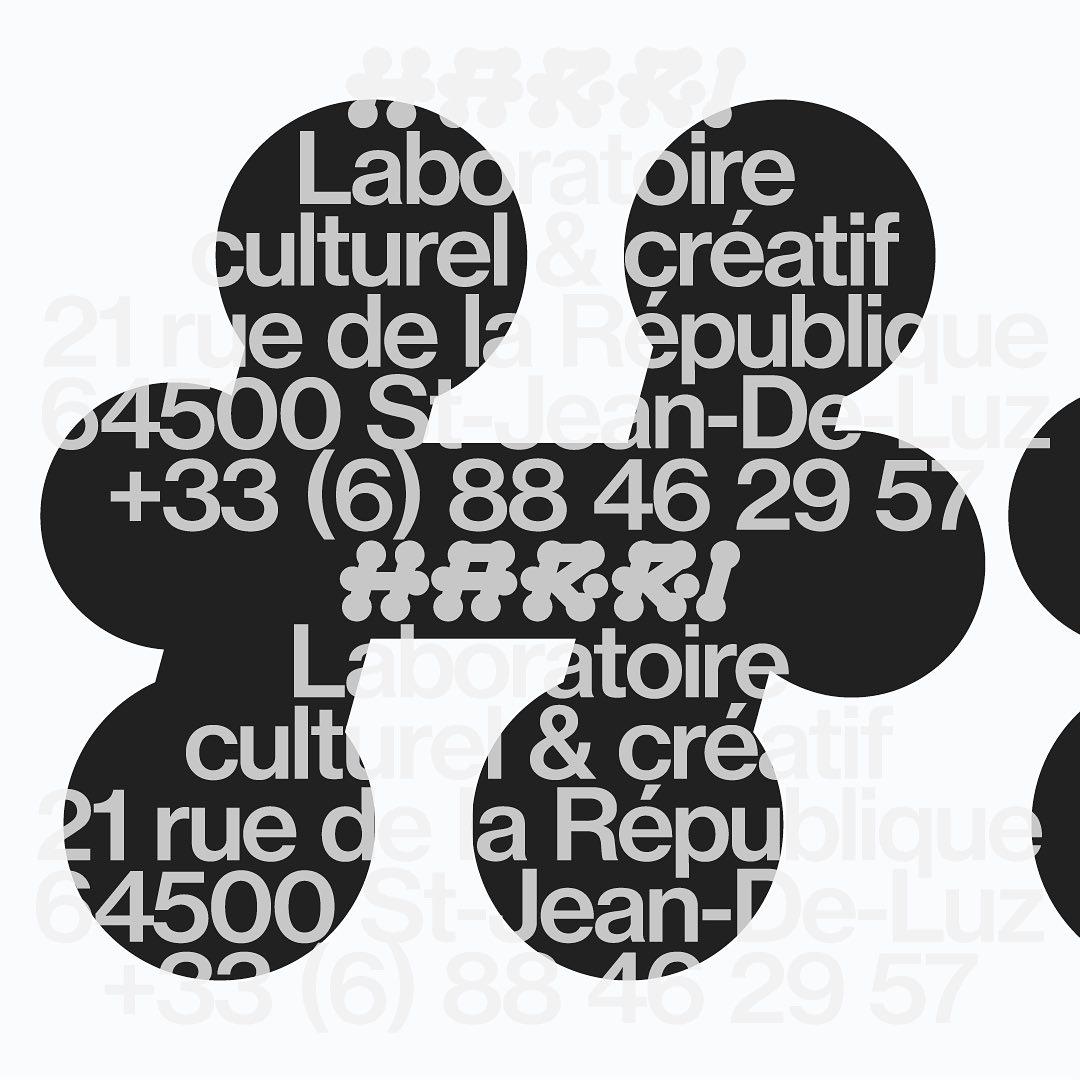 HARRI
Laboratoire
culturel & créatif
21 rue de la République
64500 St-Jean-De-Luz
+33 (6) 88 46 29 57
HARRI
Laboratoire
culturel & créatif
21 rue de la République
64500 St-Jean-De-Luz
+33 (6) 88 46 29 57